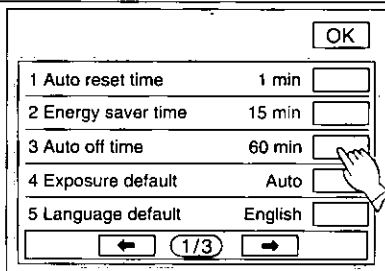 OK
1 Auto reset time 1 min
2 Energy saver time 15 min
3 Auto off time 60 min
4 Exposure default Auto
5 Language default English
← 1/3 →